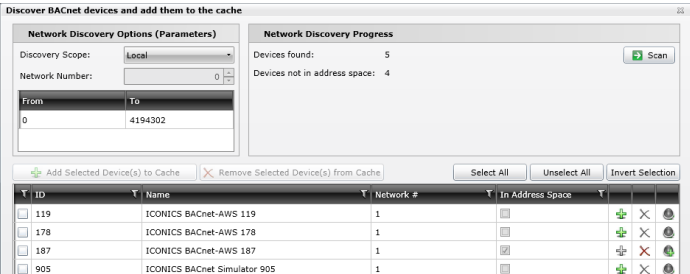 Discover BACnet devices and add them to the cache
Network Discovery Options (Parameters)
Discovery Scope: Local
Network Number: 0
From To
0 4194302
Network Discovery Progress
Devices found: 5
Scan
Devices not in address space: 4
Add Selected Device(s) to Cache Remove Selected Device(s) from Cache Select All Unselect All Invert Selection
ID Name Network # In Address Space
119 ICONICS BACnet-AWS 119 1
178 ICONICS BACnet-AWS 178 1
187 ICONICS BACnet-AWS 187 1
905 ICONICS BACnet Simulator 905 1